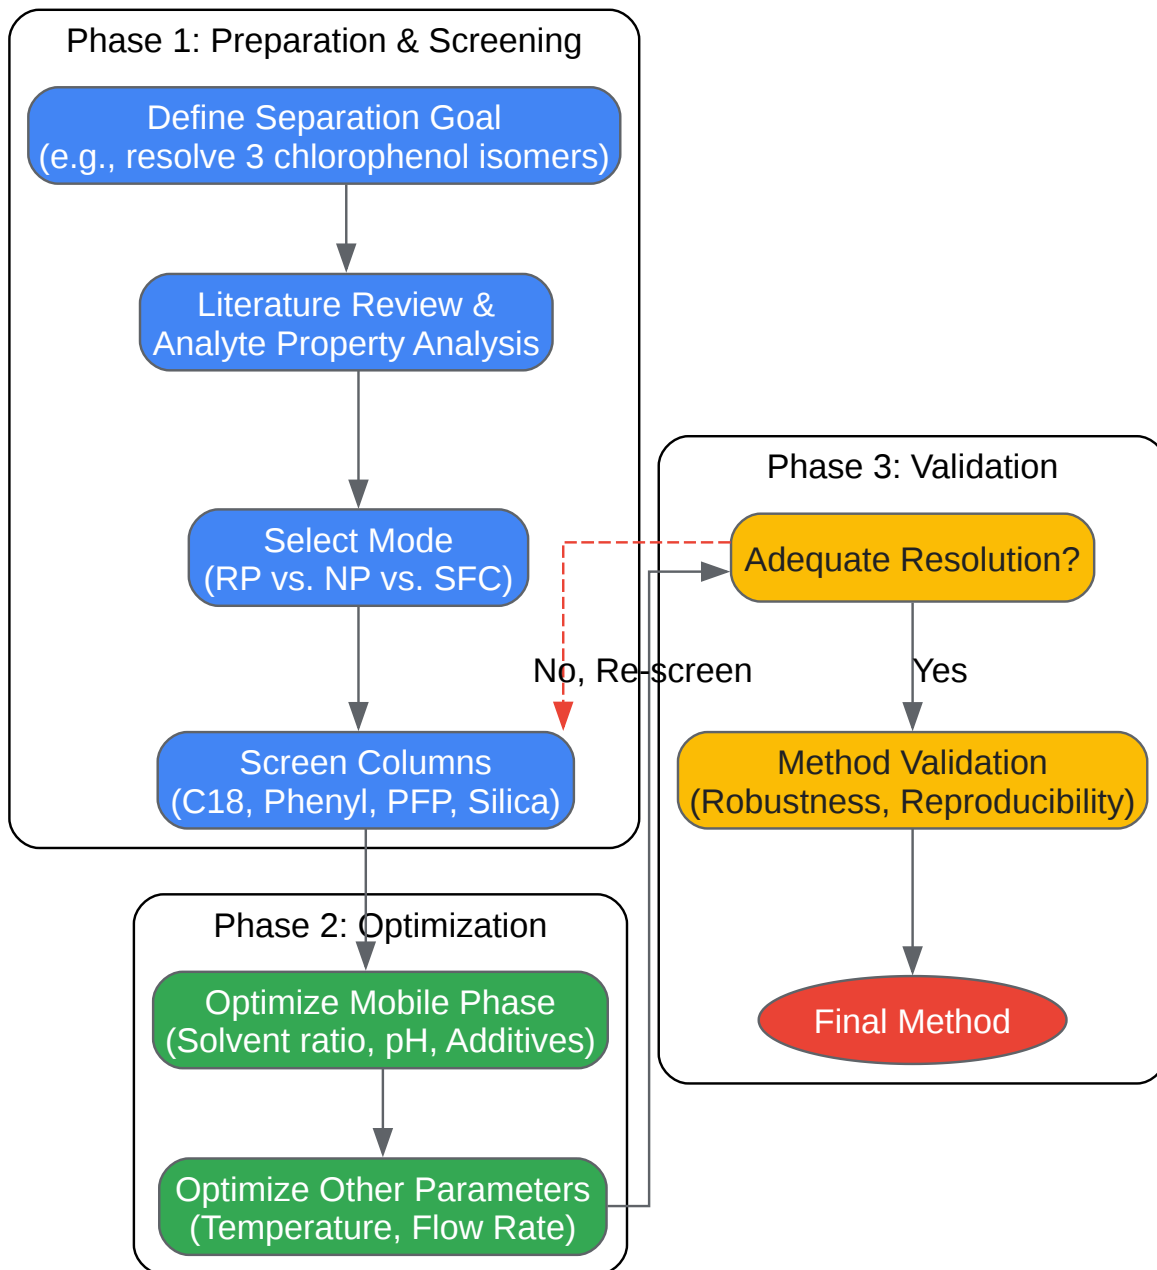 Phase 1: Preparation & Screening
Define Separation Goal
(e.g., resolve 3 chlorophenol isomers)
Literature Review &
Analyte Property Analysis
Select Mode
(RP vs. NP vs. SFC)
Screen Columns
(C18, Phenyl, PFP, Silica)
Phase 2: Optimization
Optimize Mobile Phase
(Solvent ratio, pH, Additives)
Optimize Other Parameters
(Temperature, Flow Rate)
Phase 3: Validation
Adequate Resolution?
No, Re-screen
Yes
Method Validation
(Robustness, Reproducibility)
Final Method